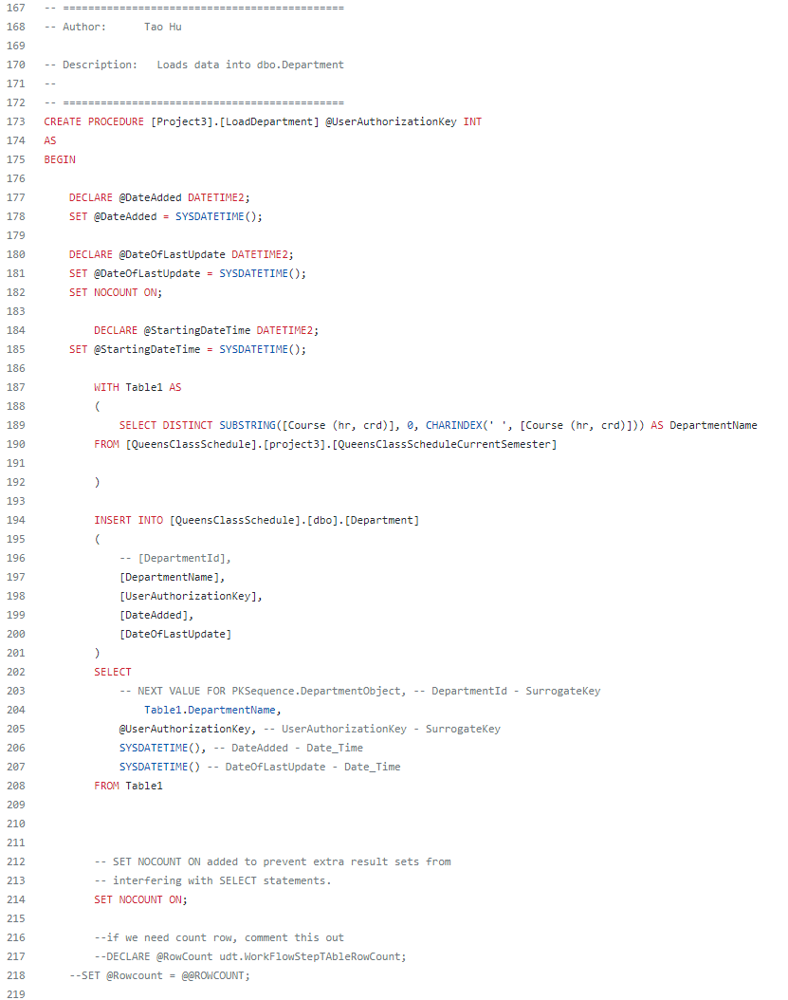 167 -- =============================================
168 -- Author:      Tao Hu
169
170 -- Description:   Loads data into dbo.Department
171 --
172 -- =============================================
173 CREATE PROCEDURE [Project3].[LoadDepartment] @UserAuthorizationKey INT
174 AS
175 BEGIN
176
177     DECLARE @DateAdded DATETIME2;
178     SET @DateAdded = SYSDATETIME();
179
180     DECLARE @DateOfLastUpdate DATETIME2;
181     SET @DateOfLastUpdate = SYSDATETIME();
182     SET NOCOUNT ON;
183
184         DECLARE @StartingDateTime DATETIME2;
185     SET @StartingDateTime = SYSDATETIME();
186
187         WITH Table1 AS
188         (
189             SELECT DISTINCT SUBSTRING([Course (hr, crd)], 0, CHARINDEX(' ', [Course (hr, crd)])) AS DepartmentName
190         FROM [QueensClassSchedule].[project3].[QueensClassScheduleCurrentSemester]
191
192         )
193
194         INSERT INTO [QueensClassSchedule].[dbo].[Department]
195         (
196             -- [DepartmentId],
197             [DepartmentName],
198             [UserAuthorizationKey],
199             [DateAdded],
200             [DateOfLastUpdate]
201         )
202         SELECT
203             -- NEXT VALUE FOR PKSequence.DepartmentObject, -- DepartmentId - SurrogateKey
204                 Table1.DepartmentName,
205             @UserAuthorizationKey, -- UserAuthorizationKey - SurrogateKey
206             SYSDATETIME(), -- DateAdded - Date_Time
207             SYSDATETIME() -- DateOfLastUpdate - Date_Time
208         FROM Table1
209
210
211
212         -- SET NOCOUNT ON added to prevent extra result sets from
213         -- interfering with SELECT statements.
214         SET NOCOUNT ON;
215
216         --if we need count row, comment this out
217         --DECLARE @RowCount udt.WorkFlowStepTAbleRowCount;
218     --SET @Rowcount = @@ROWCOUNT;
219